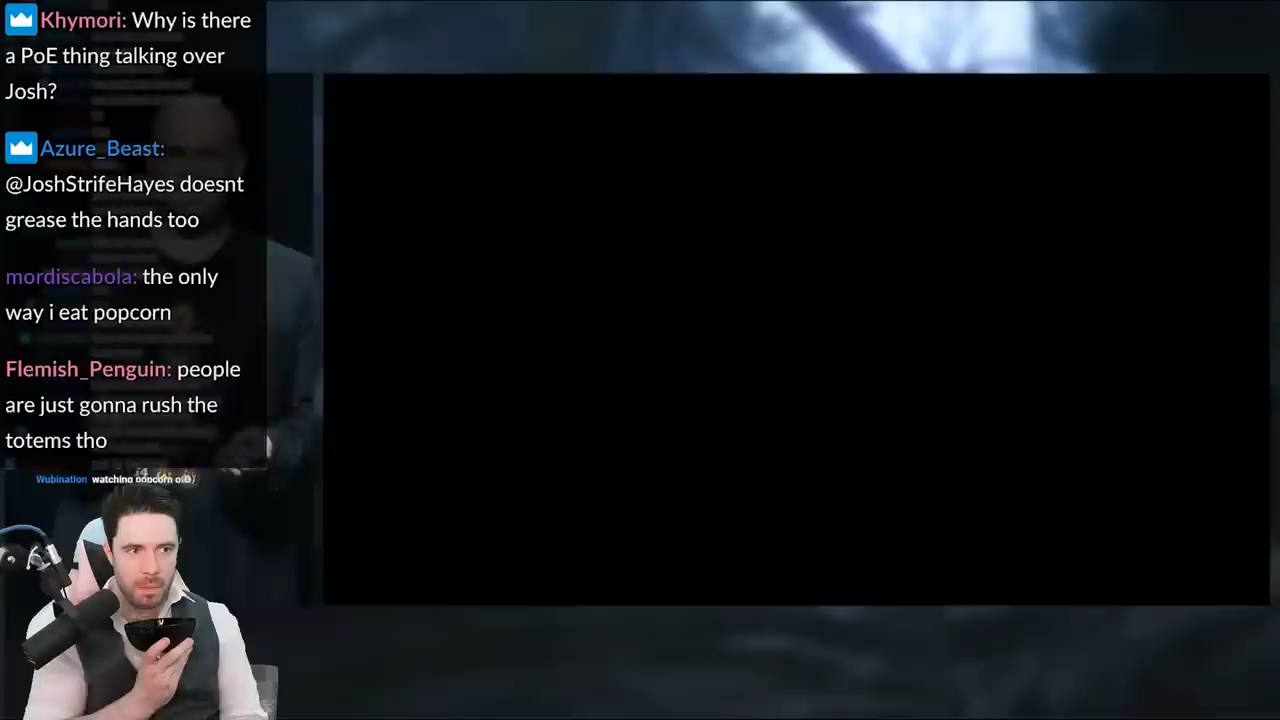 Khymori: Why is there
a PoE thing talking over
Josh?
Azure_Beast:
@JoshStrifeHayes doesnt
grease the hands too
mordiscabola: the only
way i eat popcorn
Flemish_Penguin: people
are just gonna rush the
totems tho
Wubination watching popcorn